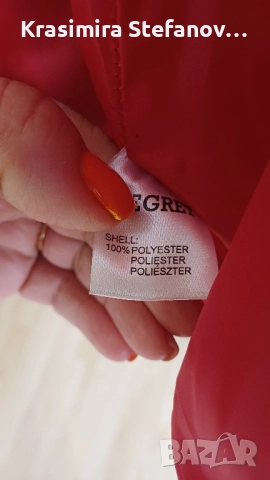 Krasimira Stefanov...
EGRE
SHELL:
100% POLYESTER
POLIESTER
POLIÉSZTER
BAZAR